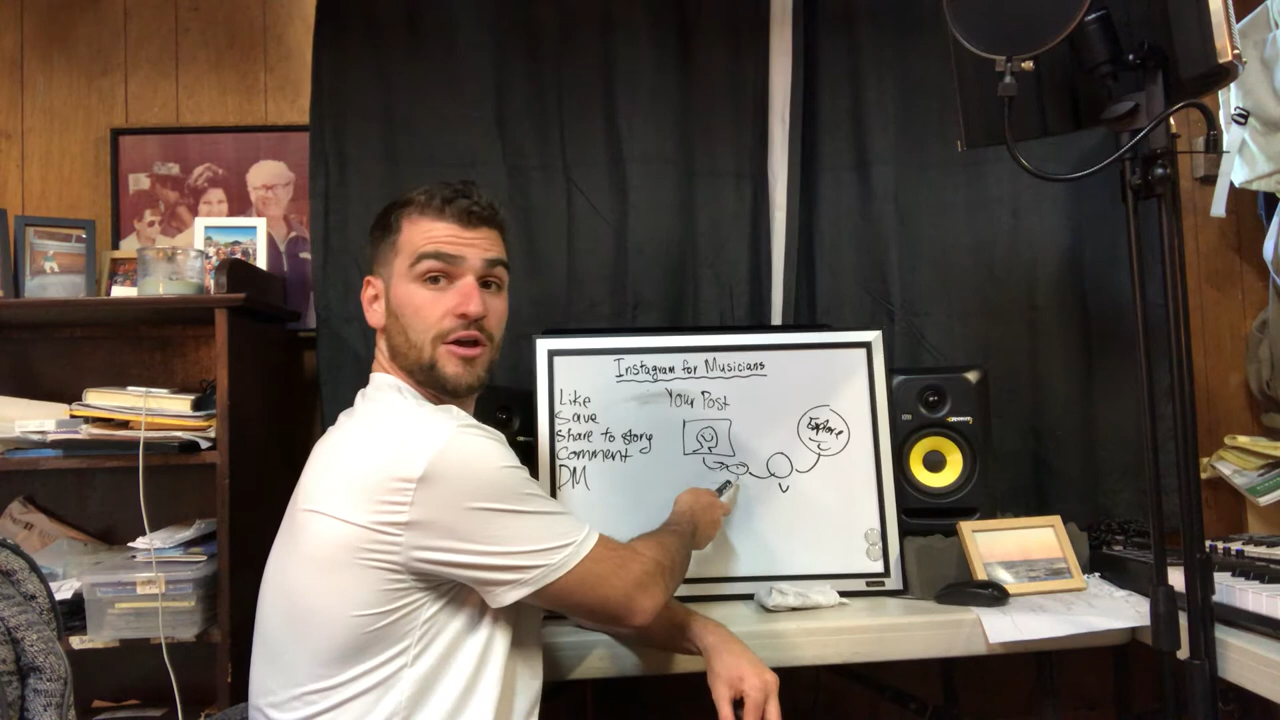 Instagram for Musicians
Your Post
Like
Save
Share to story
Comment
DM
Explore